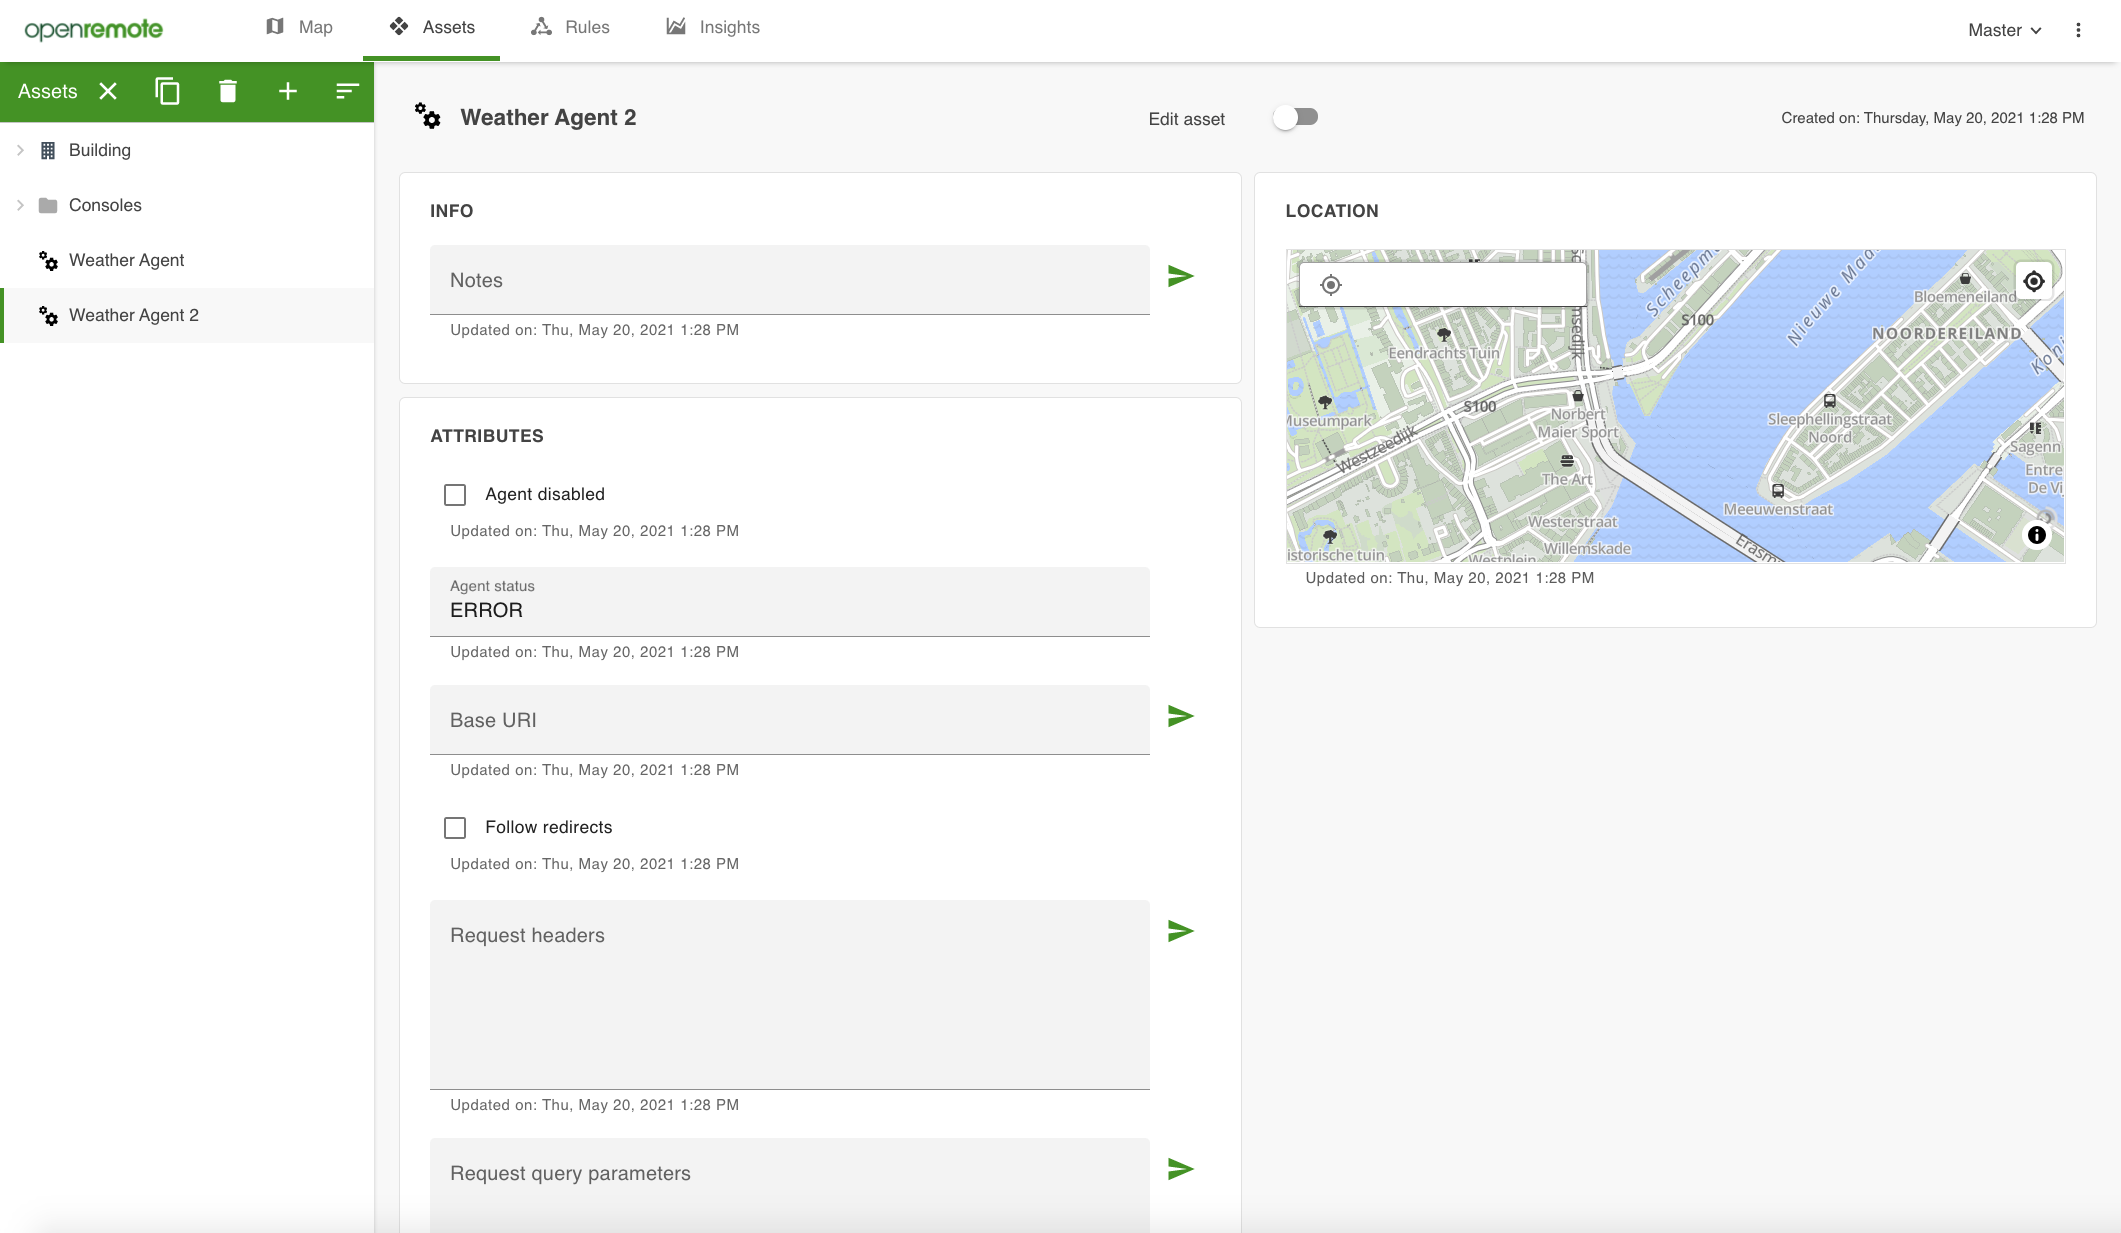 openremote
Map
Assets
Rules
Insights
Master
Assets
Building
Consoles
Weather Agent
Weather Agent 2
Weather Agent 2
Edit asset
Created on: Thursday, May 20, 2021 1:28 PM
INFO
Notes
Updated on: Thu, May 20, 2021 1:28 PM
ATTRIBUTES
Agent disabled
Updated on: Thu, May 20, 2021 1:28 PM
Agent status
ERROR
Updated on: Thu, May 20, 2021 1:28 PM
Base URI
Updated on: Thu, May 20, 2021 1:28 PM
Follow redirects
Updated on: Thu, May 20, 2021 1:28 PM
Request headers
Updated on: Thu, May 20, 2021 1:28 PM
Request query parameters
LOCATION
Scheepm
Nieuwe Maa
Bloemeneiland
S100
NOORDEREILAND
Koni
Eendrachts Tuin
msedijk
S100
Museumpark
Norbert
Maier Sport
Sleephellingstraat
Noord
Westzeedijk
Sagenn
Entre
De Vij
The Art
Meeuwenstraat
Westerstraat
Willemskade
Erasm
istorische tuin
Westplein
Updated on: Thu, May 20, 2021 1:28 PM